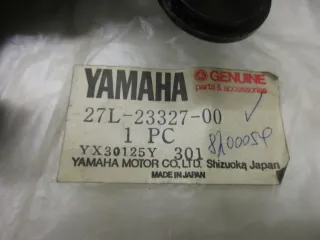 YAMAHA
GENUINE
parts & accessories
27L-23327-00
1 PC
YX30125Y 301
YAMAHA MOTOR CO., LTD. Shizuoka, Japan
MADE IN JAPAN